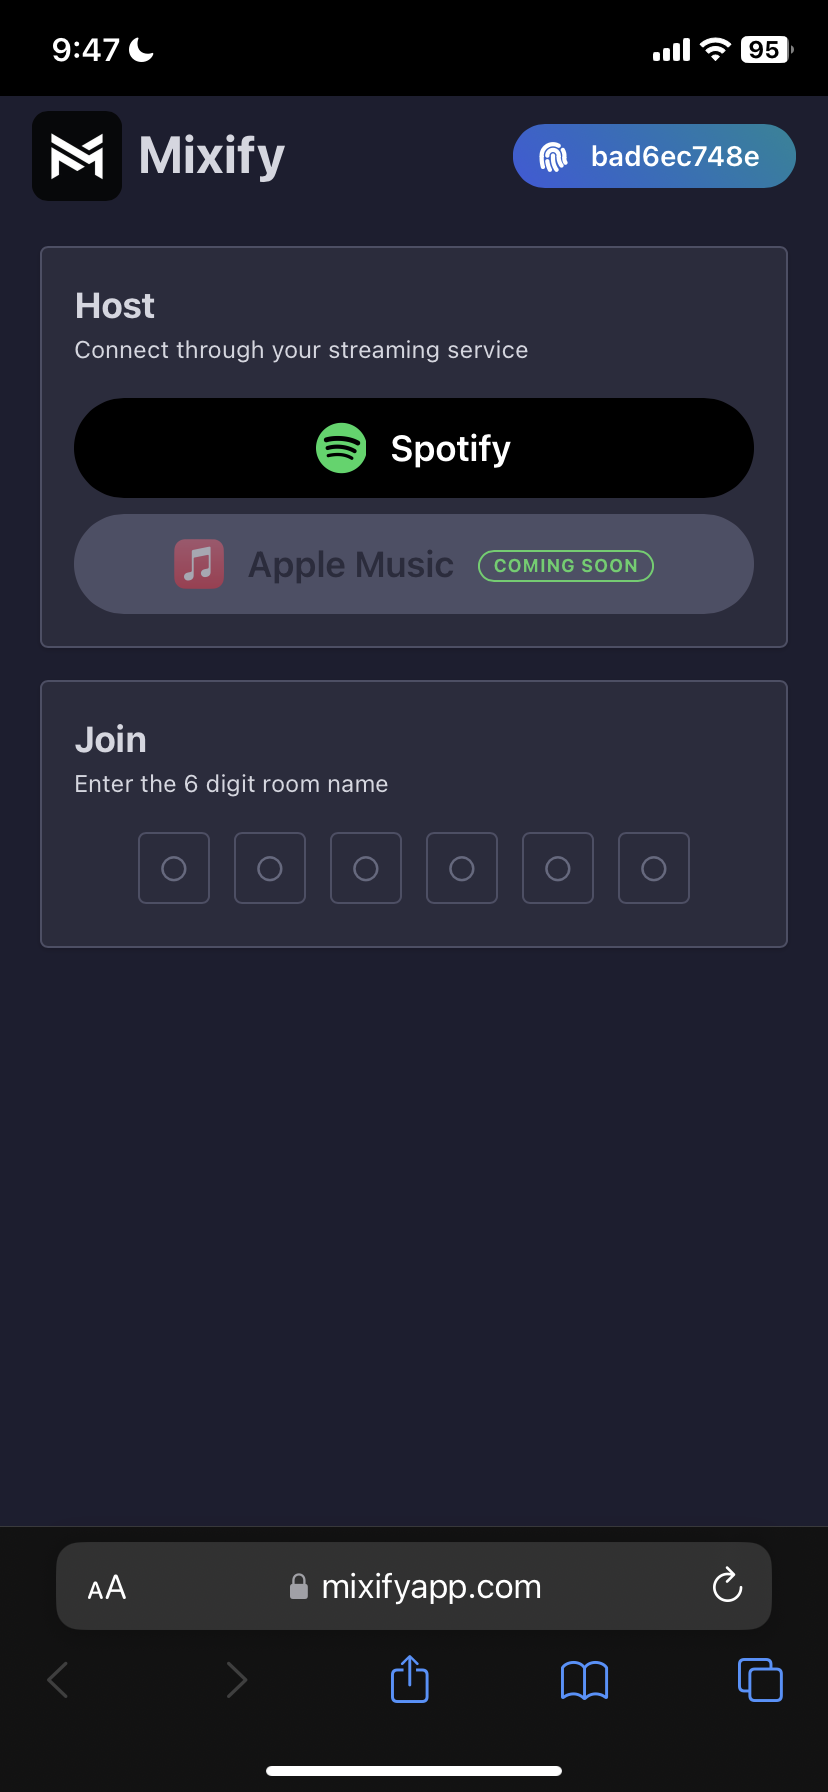 9:47
95
Mixify
bad6ec748e
Host
Connect through your streaming service
Spotify
Apple Music COMING SOON
Join
Enter the 6 digit room name
AA
mixifyapp.com